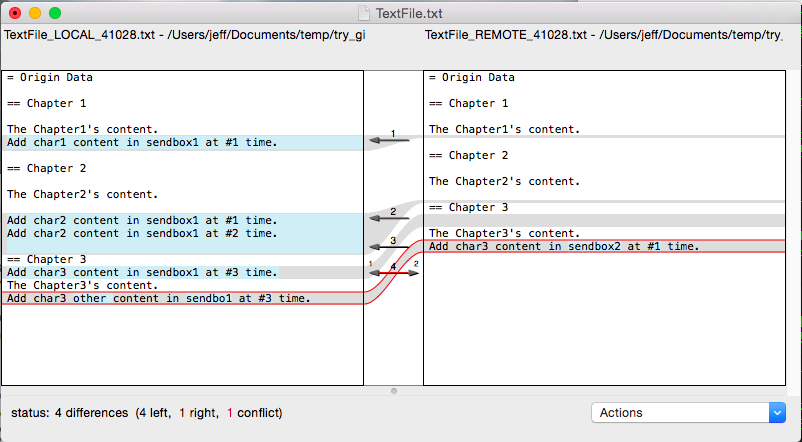 TextFile.txt
TextFile_LOCAL_41028.txt - /Users/jeff/Documents/temp/try_gi
TextFile_REMOTE_41028.txt - /Users/jeff/Documents/temp/try_
= Origin Data
== Chapter 1
The Chapter1's content.
Add char1 content in sendbox1 at #1 time.
== Chapter 2
The Chapter2's content.
Add char2 content in sendbox1 at #1 time.
Add char2 content in sendbox1 at #2 time.
== Chapter 3
Add char3 content in sendbox1 at #3 time.
The Chapter3's content.
Add char3 other content in sendbo1 at #3 time.
1
2
3
1 4 2
= Origin Data
== Chapter 1
The Chapter1's content.
== Chapter 2
The Chapter2's content.
== Chapter 3
The Chapter3's content.
Add char3 content in sendbox2 at #1 time.
status: 4 differences (4 left, 1 right, 1 conflict)
Actions